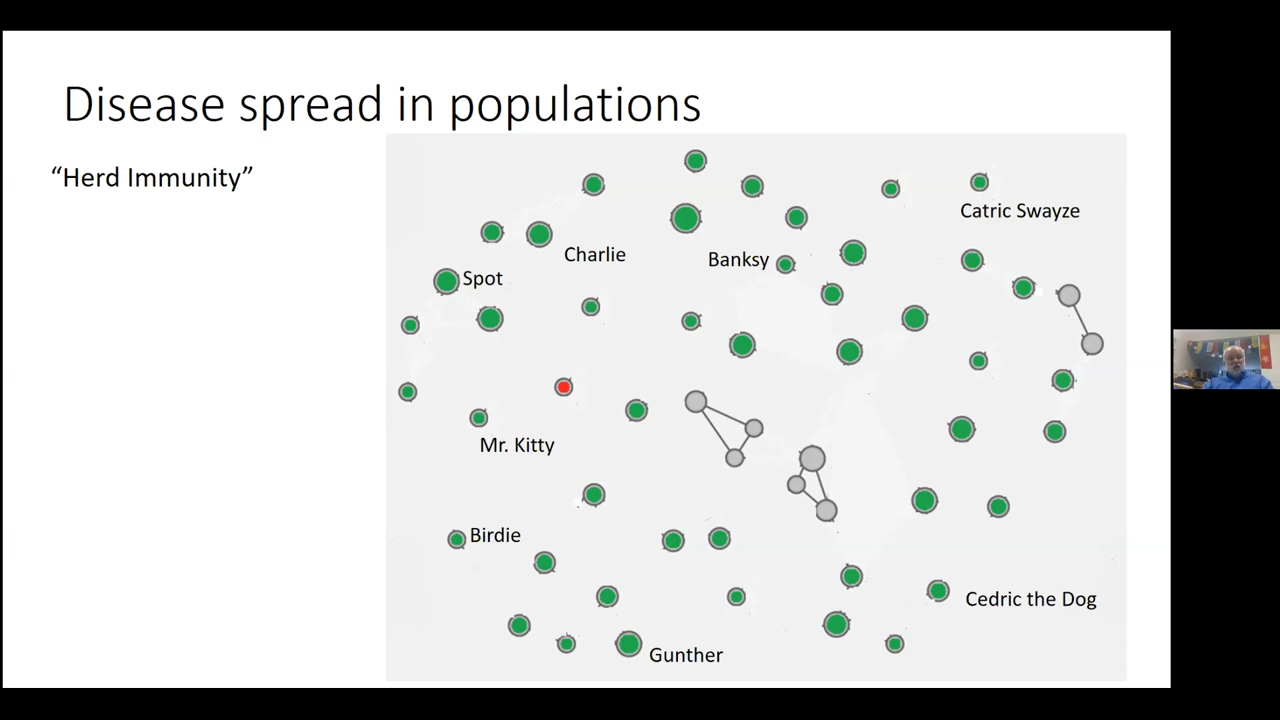 Disease spread in populations
“Herd Immunity”
Catric Swayze
Charlie
Banksy
Spot
Mr. Kitty
Birdie
Cedric the Dog
Gunther